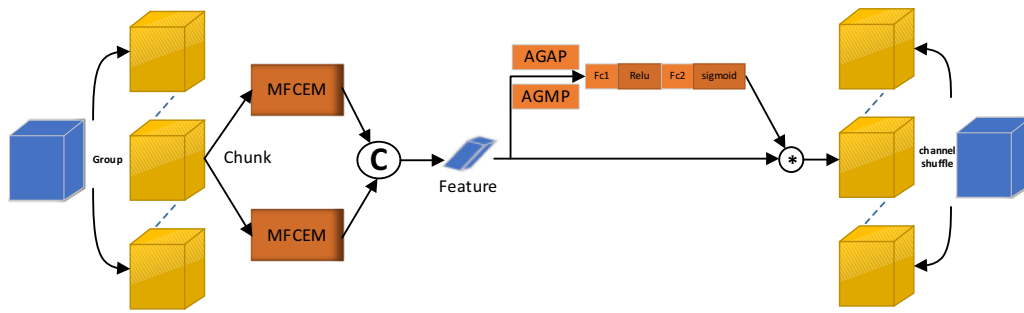 Group
Chunk
MFCEM
MFCEM
C
Feature
AGAP
AGMP
Fc1
Relu
Fc2
sigmoid
*
channel
shuffle